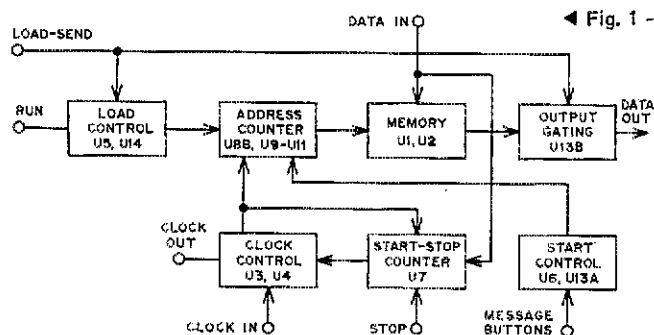 ◄ Fig. 1 -
DATA IN
LOAD-SEND
RUN
LOAD
CONTROL
U5, U14
ADDRESS
COUNTER
U8B, U9-U11
MEMORY
U1, U2
OUTPUT
GATING
U13B
DATA
OUT
CLOCK
OUT
CLOCK
CONTROL
U3, U4
START-STOP
COUNTER
U7
START
CONTROL
U6, U13A
CLOCK IN
STOP
MESSAGE
BUTTONS